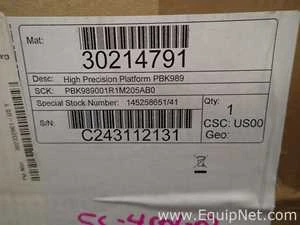 Mat:
30214791
Desc: High Precision Platform PBK989
SCK: PBK989001R1M205AB0
Special Stock Number: 145258651/41
Qty:
1
S/N:
C243112131
CSC: US00
Geo:
www.EquipNet.com